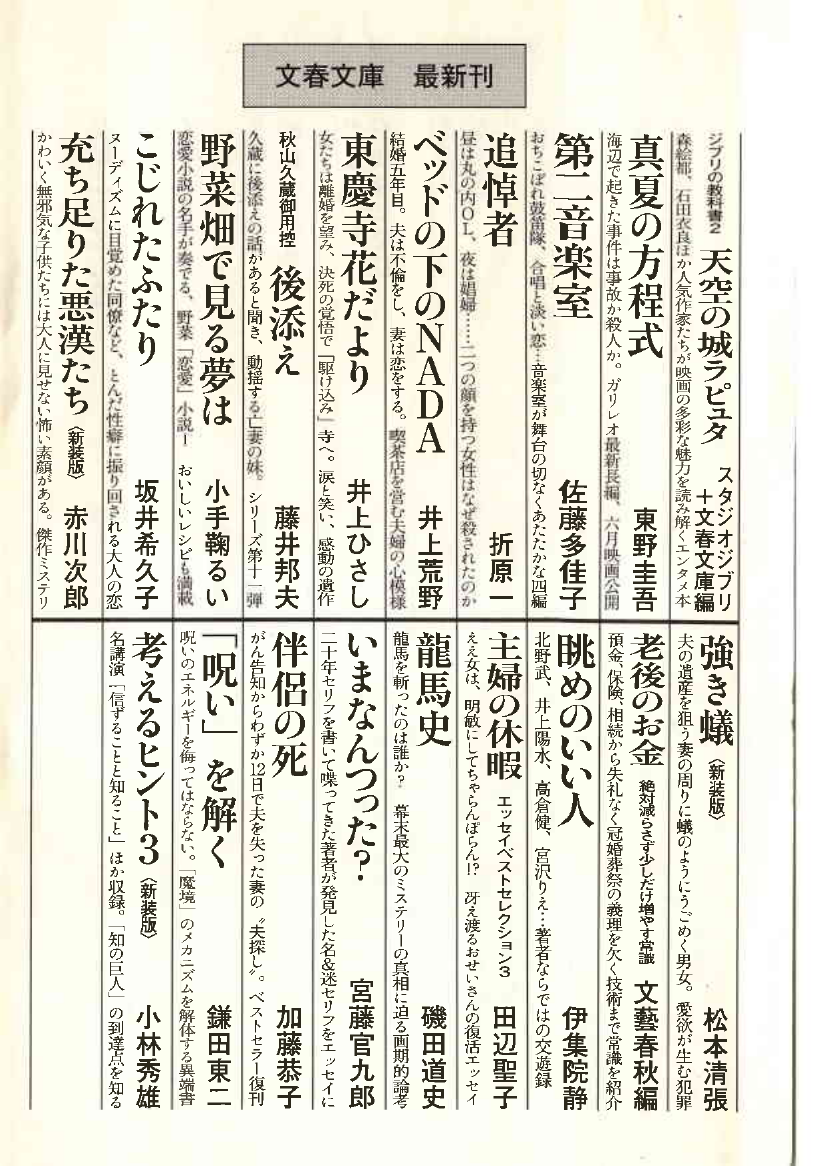 文春文庫　最新刊
ジブリの教科書2　天空の城ラピュタ　スタジオジブリ＋文春文庫編
森絵都、石田衣良ほか人気作家たちが映画の多彩な魅力を読み解くエンタメ本
真夏の方程式　東野圭吾
海辺で起きた事件は事故か殺人か。ガリレオ最新長編、六月映画公開
第二音楽室　佐藤多佳子
おちこぼれ鼓笛隊、合唱と淡い恋…音楽室が舞台の切なくあたたかな四編
追悼者　折原一
昼は丸の内OL、夜は娼婦……二つの顔を持つ女性はなぜ殺されたのか
ベッドの下のNADA　井上荒野
結婚五年目。夫は不倫をし、妻は恋をする。喫茶店を営む夫婦の心模様
東慶寺花だより　井上ひさし
女たちは離婚を望み、決死の覚悟で「駆け込み」寺へ。涙と笑い、感動の遺作
秋山久蔵御用控　後添え　藤井邦夫
久蔵に後添えの話があると聞き、動揺する亡妻の妹。シリーズ第十一弾
野菜畑で見る夢は　小手鞠るい
恋愛小説の名手が奏でる、野菜「恋愛」小説！　おいしいレシピも満載
こじれたふたり　坂井希久子
ヌーディズムに目覚めた同僚など、とんだ性癖に振り回される大人の恋
充ち足りた悪漢たち〈新装版〉　赤川次郎
かわいく無邪気な子供たちには大人に見せない怖い素顔がある。傑作ミステリ
強き蟻〈新装版〉　松本清張
夫の遺産を狙う妻の周りに蟻のようにうごめく男女。愛欲が生む犯罪
老後のお金　絶対減らさず少しだけ増やす常識　文藝春秋編
預金、保険、相続から失礼なく冠婚葬祭の義理を欠く技術まで常識を紹介
眺めのいい人　伊集院静
北野武、井上陽水、高倉健、宮沢りえ…著者ならではの交遊録
主婦の休暇　エッセイベストセレクション3　田辺聖子
ええ女は、明敏にしてちゃらんぽらん!?　冴え渡るおせいさんの復活エッセイ
龍馬史　磯田道史
龍馬を斬ったのは誰か？　幕末最大のミステリーの真相に迫る画期的論考
いまなんつった？　宮藤官九郎
二十年セリフを書いて喋ってきた著者が発見した名&迷セリフをエッセイに
伴侶の死　加藤恭子
がん告知からわずか12日で夫を失った妻の〝夫探し〟。ベストセラー復刊
「呪い」を解く　鎌田東二
呪いのエネルギーを侮ってはならない。「魔境」のメカニズムを解体する異端書
考えるヒント3〈新装版〉　小林秀雄
名講演「信ずることと知ること」ほか収録。「知の巨人」の到達点を知る